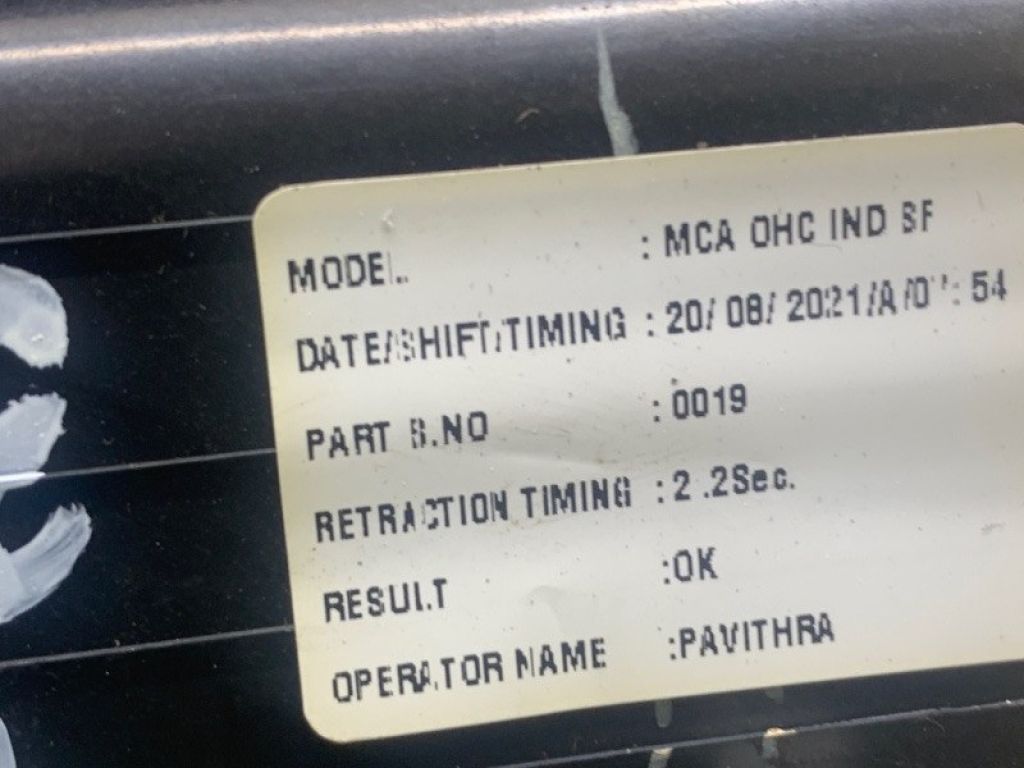 MODEL : MCA OHC IND SF
DATE/SHIFT/TIMING : 20/ 08/ 2021/A/ : 54
PART S.NO : 0019
RETRACTION TIMING : 2 .2Sec.
RESULT :OK
OPERATOR NAME :PAVITHRA